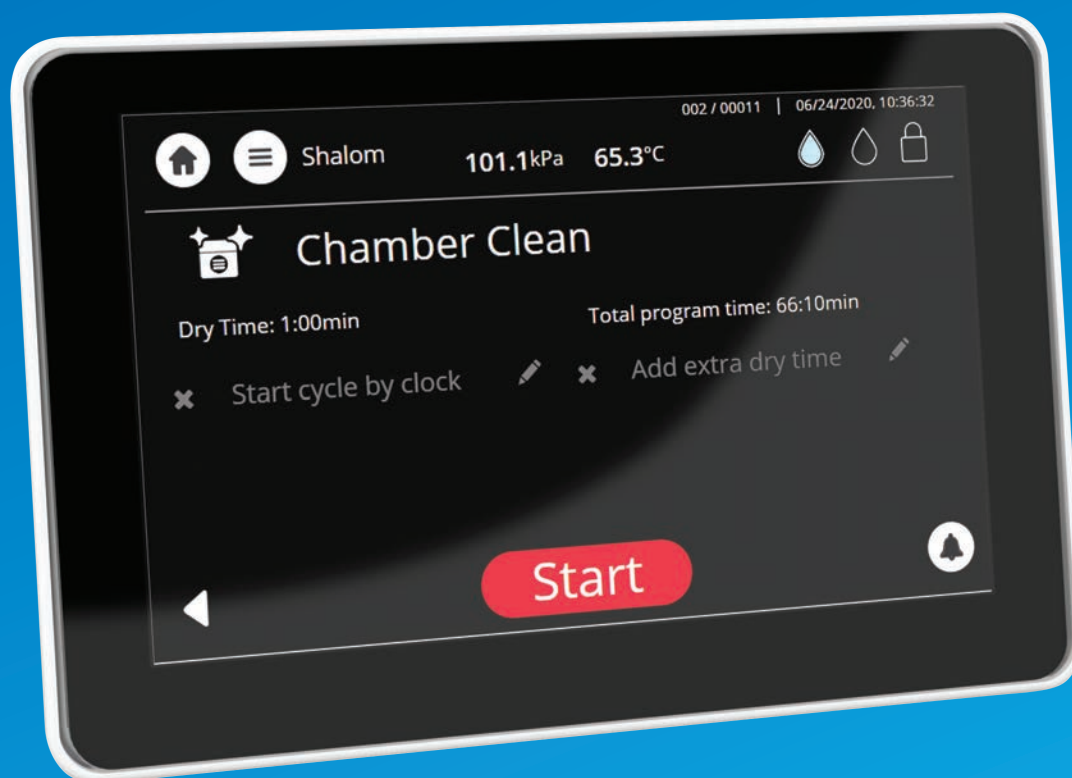 002 / 00011 | 06/24/2020, 10:36:32
Shalom 101.1kPa 65.3°C
Chamber Clean
Dry Time: 1:00min Total program time: 66:10min
Start cycle by clock Add extra dry time
Start